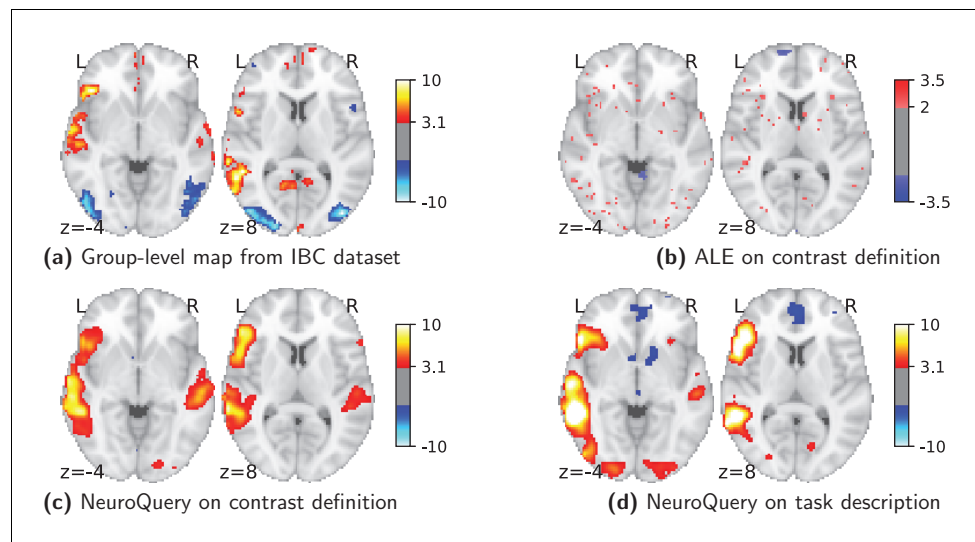 L R L R
10
3.1
-10
3.5
2
-3.5
z=-4 z=8 z=-4 z=8
(a) Group-level map from IBC dataset
(b) ALE on contrast definition
L R L R
10
3.1
-10
10
3.1
-10
z=-4 z=8 z=-4 z=8
(c) NeuroQuery on contrast definition
(d) NeuroQuery on task description